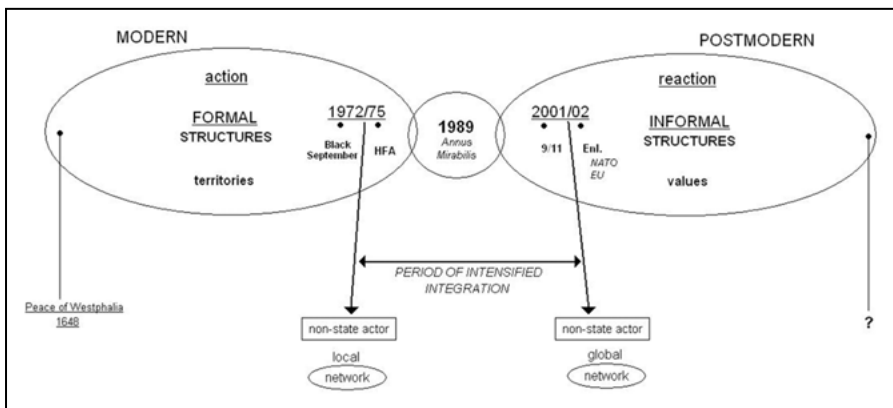 MODERN
POSTMODERN
action
reaction
FORMAL
STRUCTURES
1972/75
Black
September
HFA
territories
1989
Annus
Mirabilis
2001/02
9/11
Enl.
NATO
EU
INFORMAL
STRUCTURES
values
PERIOD OF INTENSIFIED
INTEGRATION
Peace of Westphalia
1648
non-state actor
local
network
non-state actor
global
network
?